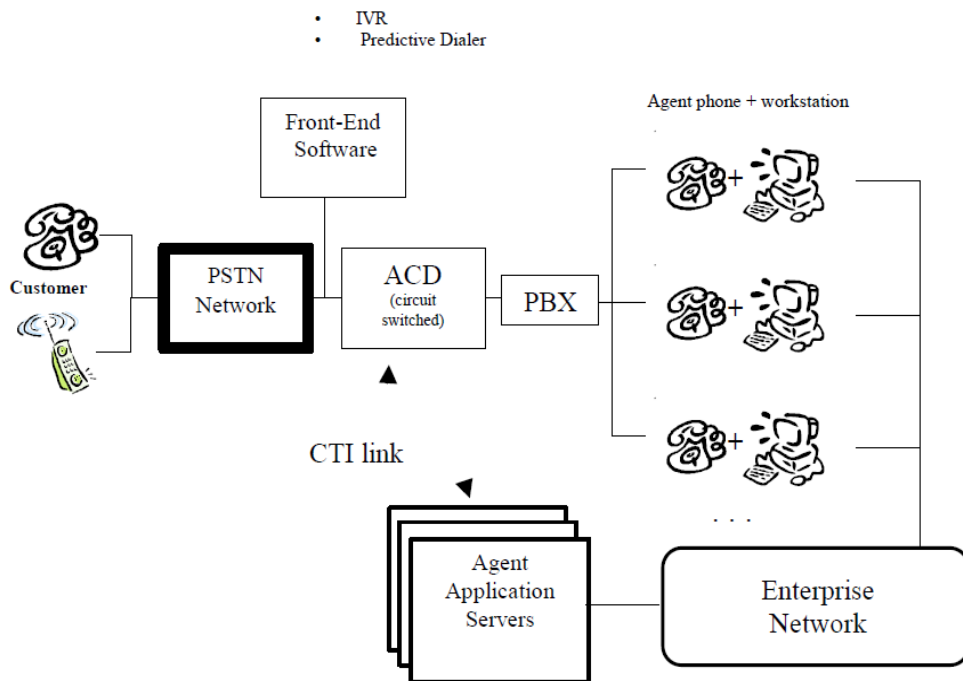 • IVR
• Predictive Dialer
Agent phone + workstation
Front-End
Software
Customer
PSTN
Network
ACD
(circuit
switched)
PBX
+
+
+
CTI link
. . .
Agent
Application
Servers
Enterprise
Network